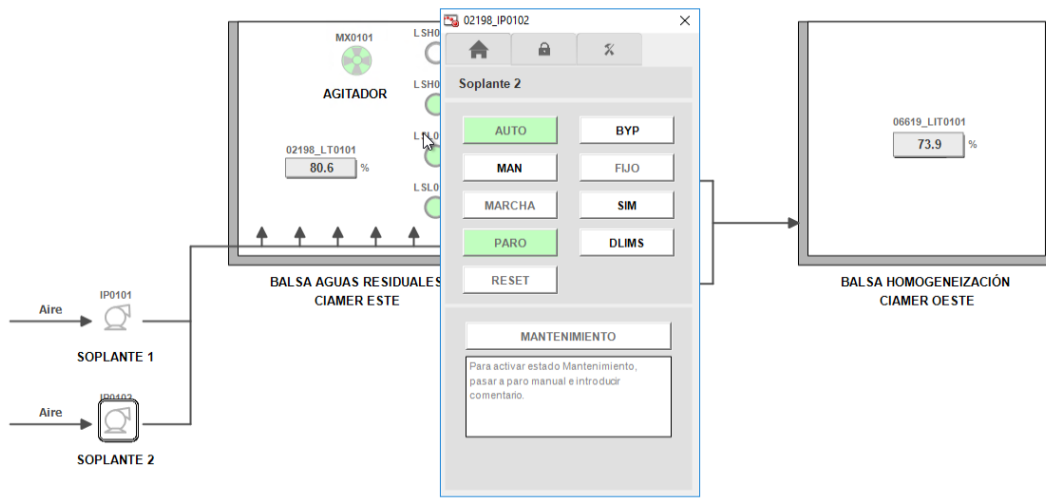 02198_IP0102
Soplante 2
AUTO
BYP
MAN
FIJO
MARCHA
SIM
PARO
DLIMS
RESET
MANTENIMIENTO
Para activar estado Mantenimiento,
pasar a paro manual e introducir
comentario.
MX0101
AGITADOR
02198_LT0101
80.6 %
BALSA AGUAS RESIDUALES
CIAMER ESTE
Aire
IP0101
SOPLANTE 1
Aire
IP0102
SOPLANTE 2
06619_LIT0101
73.9 %
BALSA HOMOGENEIZACIÓN
CIAMER OESTE